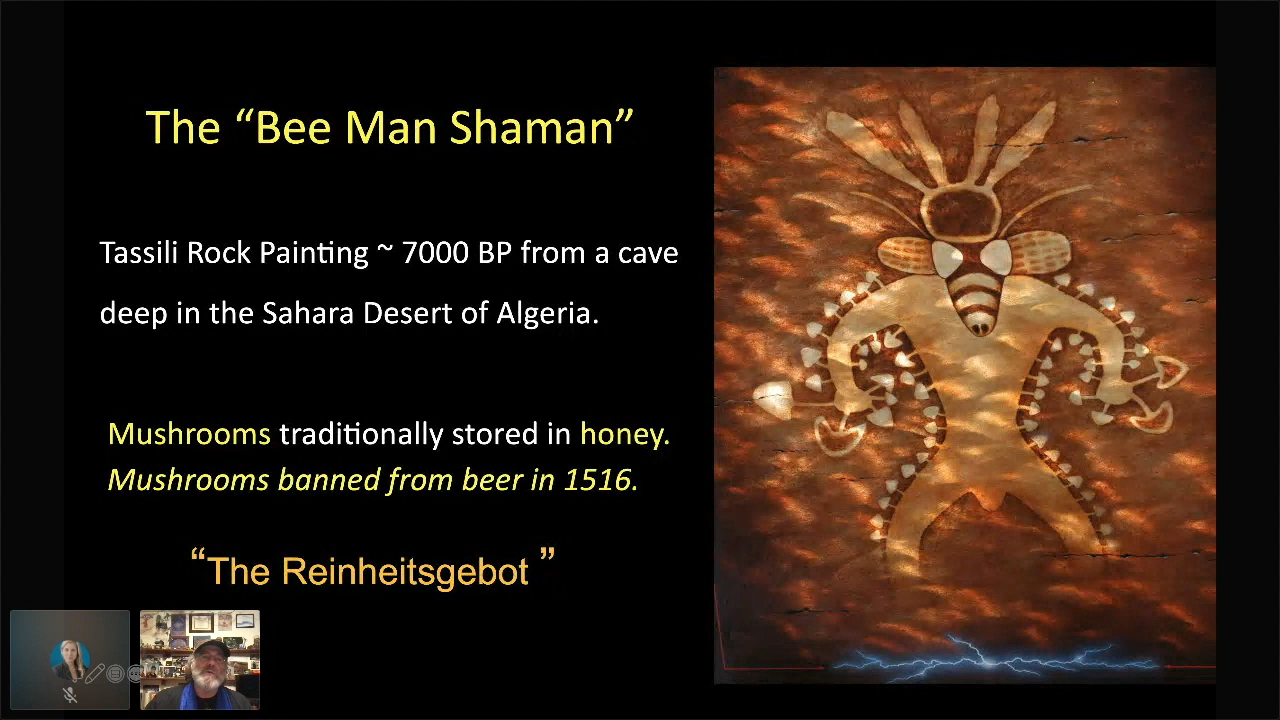 The “Bee Man Shaman”
Tassili Rock Painting ~ 7000 BP from a cave
deep in the Sahara Desert of Algeria.
Mushrooms traditionally stored in honey.
Mushrooms banned from beer in 1516.
“The Reinheitsgebot ”